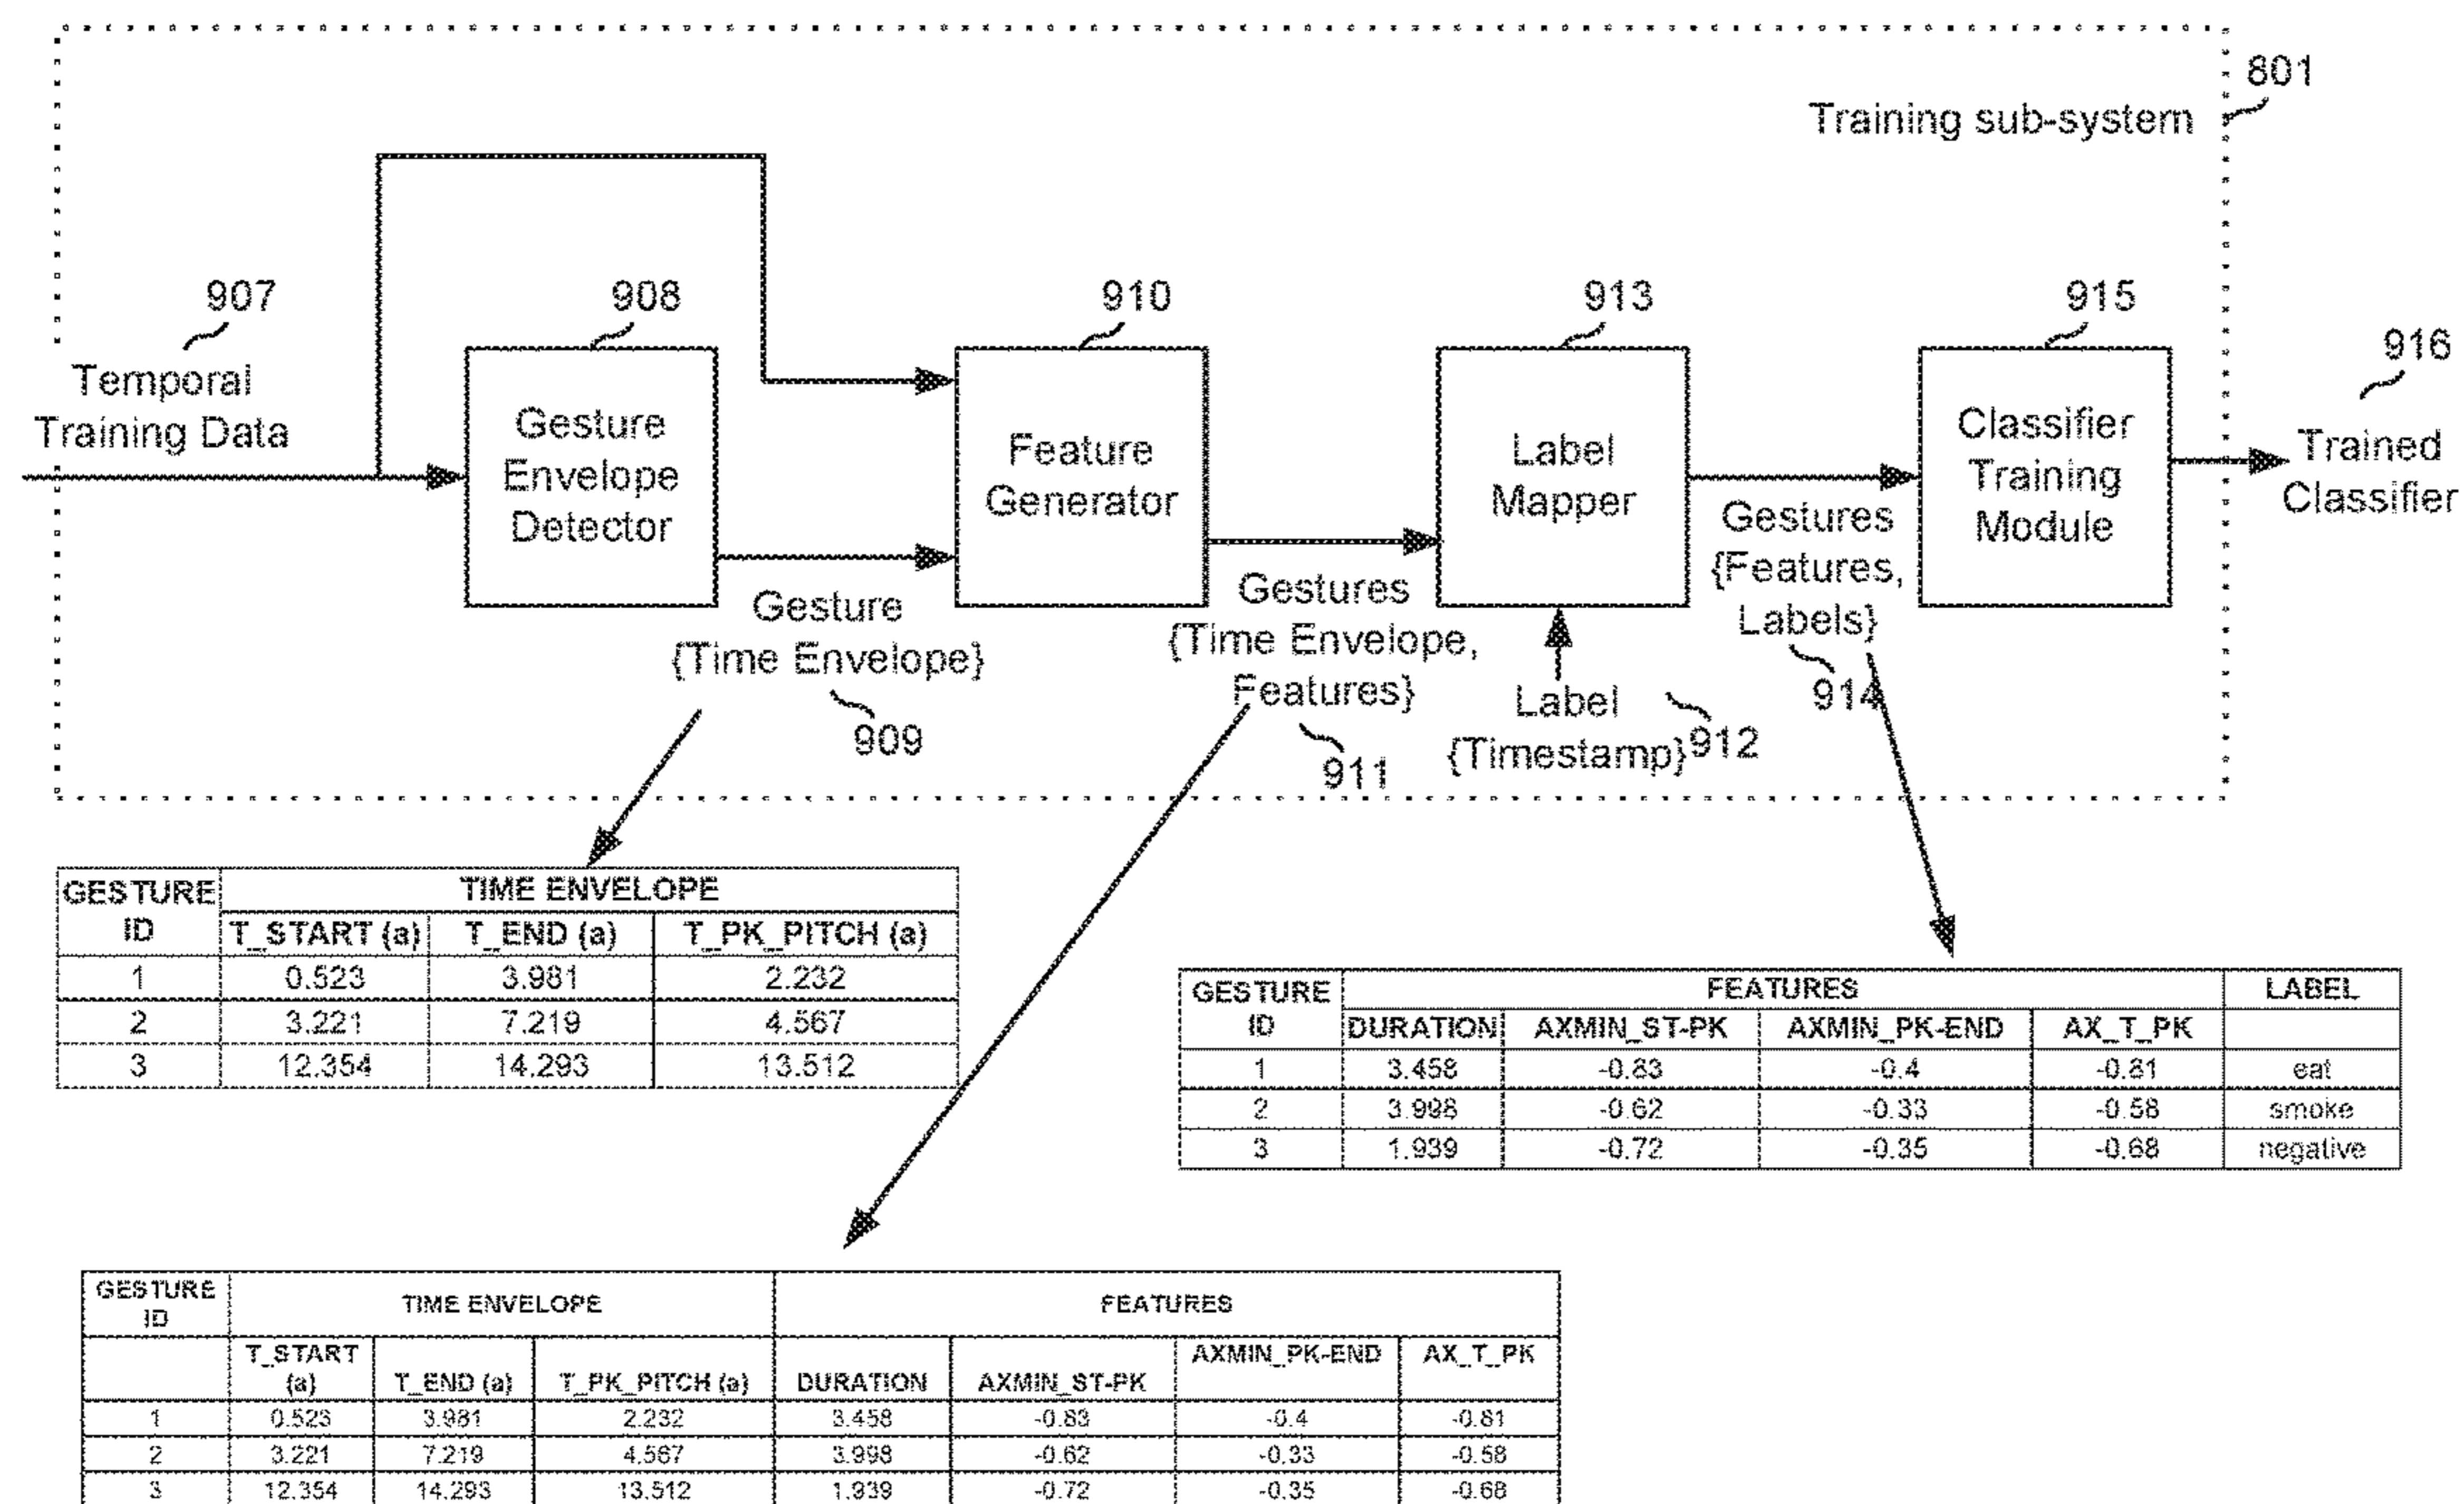 801
Training sub-system
907
908
910
913
915
916
Temporal
Training Data
Gesture
Envelope
Detector
Feature
Generator
Label
Mapper
Classifier
Training
Module
Trained
Classifier
Gesture
{Time Envelope}
909
Gestures
{Time Envelope,
Features}
911
Label
{Timestamp}
912
Gestures
{Features,
Labels}
914
GESTURE ID TIME ENVELOPE
T_START (a) T_END (a) T_PK_PITCH (a)
1 0.523 3.981 2.232
2 3.221 7.219 4.567
3 12.354 14.293 13.512
GESTURE ID FEATURES LABEL
DURATION AXMIN_ST-PK AXMIN_PK-END AX_T_PK
1 3.458 -0.83 -0.4 -0.81 eat
2 3.998 -0.62 -0.33 -0.58 smoke
3 1.939 -0.72 -0.35 -0.68 negative
GESTURE ID TIME ENVELOPE FEATURES
T_START (a) T_END (a) T_PK_PITCH (a) DURATION AXMIN_ST-PK AXMIN_PK-END AX_T_PK
1 0.523 3.981 2.232 3.458 -0.83 -0.4 -0.81
2 3.221 7.219 4.567 3.998 -0.62 -0.33 -0.58
3 12.354 14.293 13.512 1.939 -0.72 -0.35 -0.68